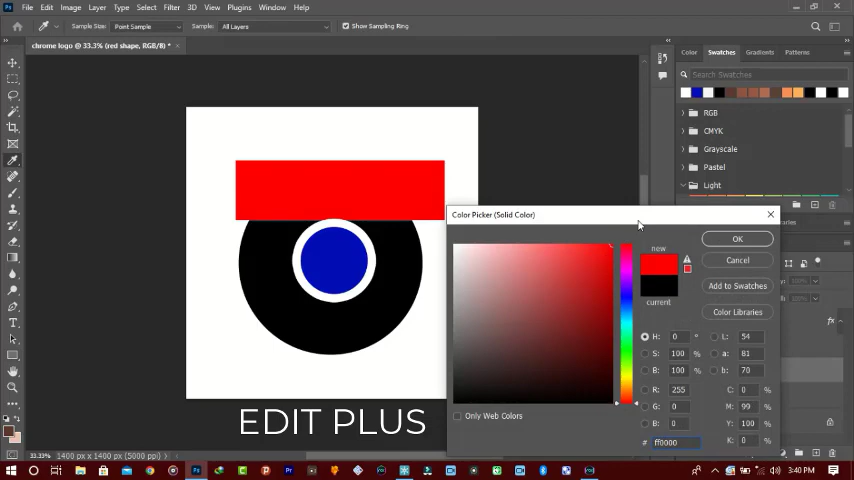 Ps File Edit Image Layer Type Select Filter 3D View Plugins Window Help
Sample Size: Point Sample Sample: All Layers Show Sampling Ring
chrome logo @ 33.3% (red shape, RGB/8) * ×
Color Swatches Gradients Patterns
Search Swatches
RGB
CMYK
Grayscale
Pastel
Light
Color Picker (Solid Color)
new
OK
Cancel
Add to Swatches
current
Color Libraries
H: 0 ° L: 54
S: 100 % a: 81
B: 100 % b: 70
R: 255 C: 0 %
G: 0 M: 99 %
B: 0 Y: 100 %
# ff0000 K: 0 %
Only Web Colors
fx
EDIT PLUS
33.33% 1400 px x 1400 px (5000 ppi)
3:40 PM